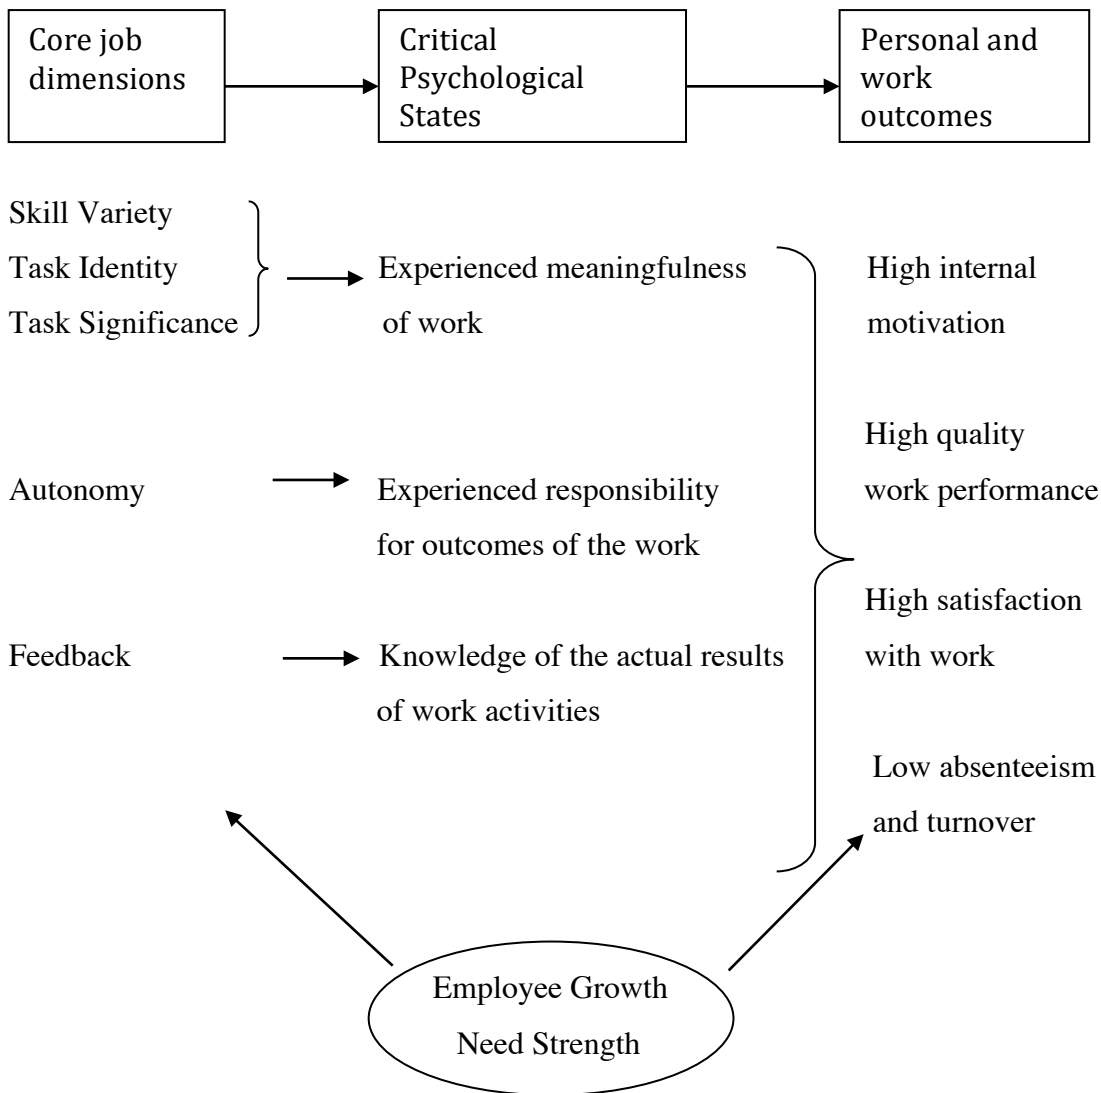 Core job
dimensions
Critical
Psychological
States
Personal and
work
outcomes
Skill Variety
Task Identity
Task Significance
Experienced meaningfulness
of work
High internal
motivation
Autonomy
Experienced responsibility
for outcomes of the work
High quality
work performance
Feedback
Knowledge of the actual results
of work activities
High satisfaction
with work
Low absenteeism
and turnover
Employee Growth
Need Strength